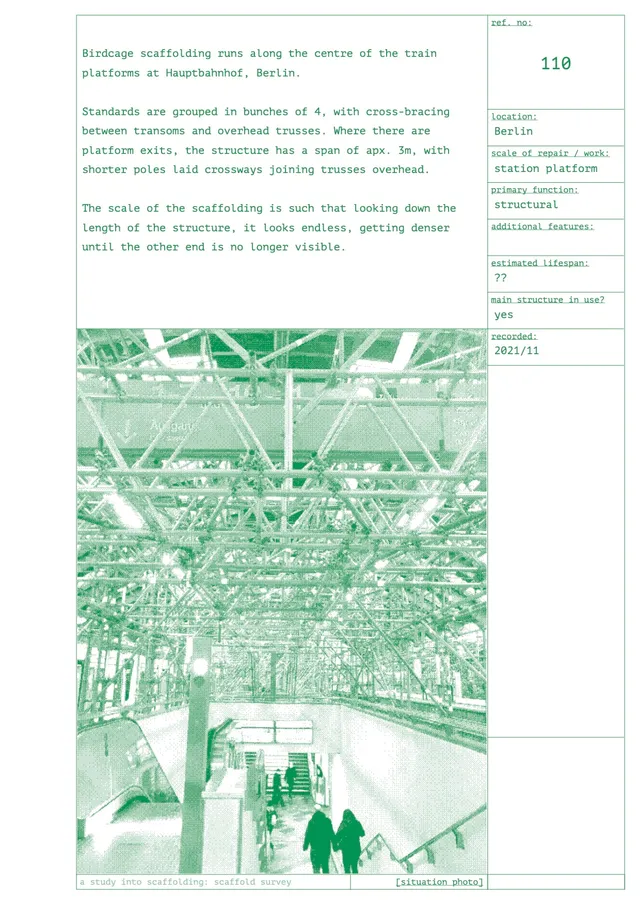 Birdcage scaffolding runs along the centre of the train
platforms at Hauptbahnhof, Berlin.
Standards are grouped in bunches of 4, with cross-bracing
between transoms and overhead trusses. Where there are
platform exits, the structure has a span of apx. 3m, with
shorter poles laid crossways joining trusses overhead.
The scale of the scaffolding is such that looking down the
length of the structure, it looks endless, getting denser
until the other end is no longer visible.
ref. no:
110
location:
Berlin
scale of repair / work:
station platform
primary function:
structural
additional features:
estimated lifespan:
??
main structure in use?
yes
recorded:
2021/11
Ausgang
a study into scaffolding: scaffold survey
[situation photo]